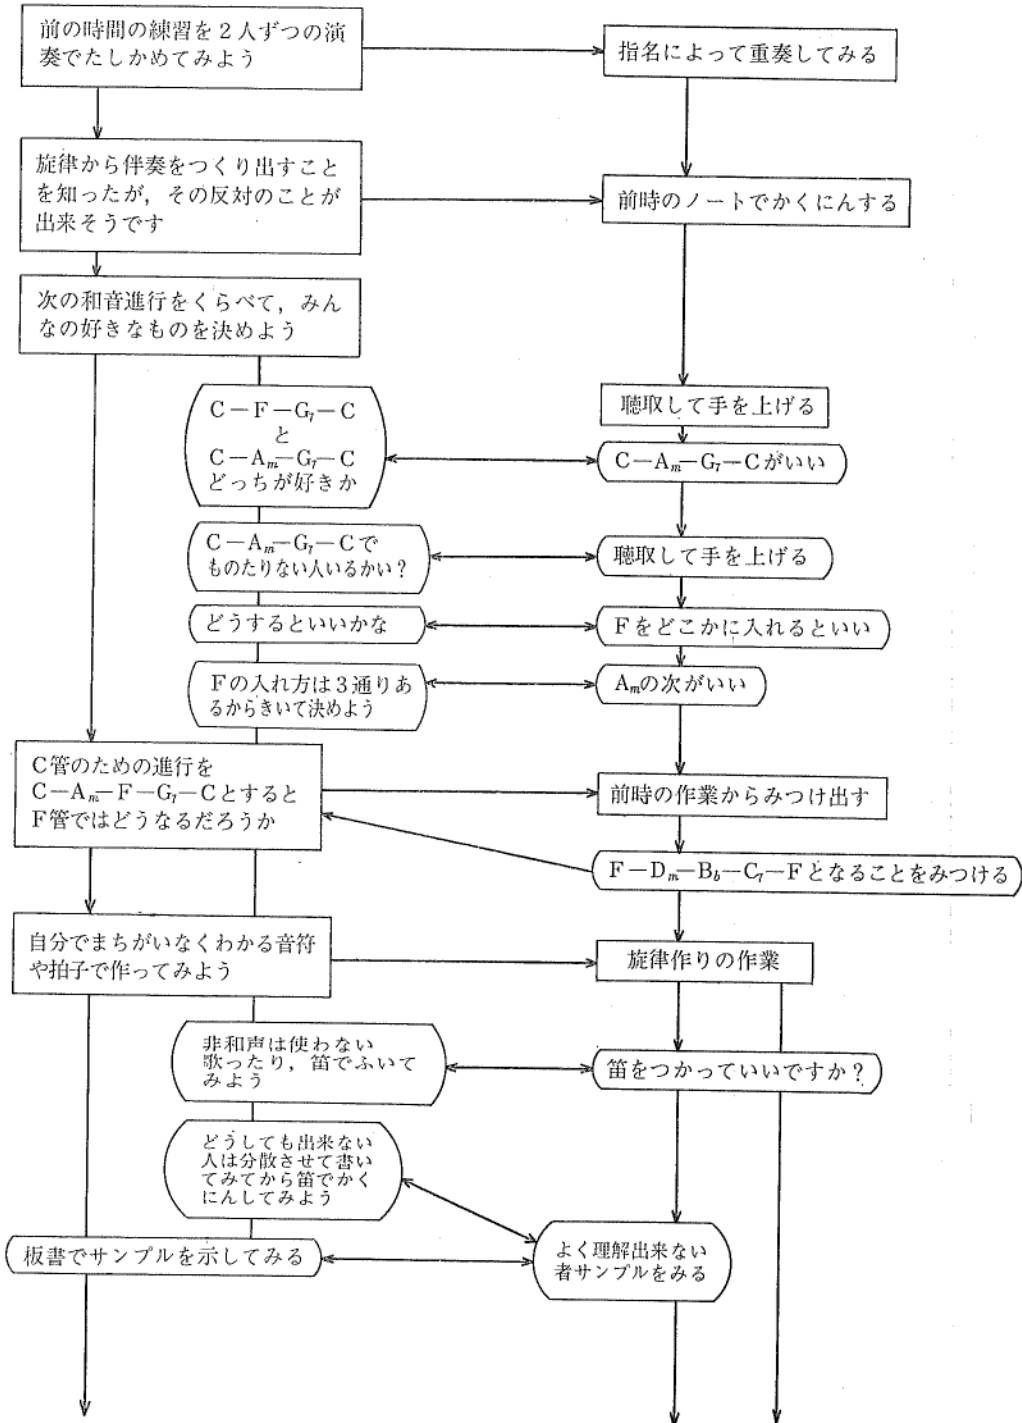 前の時間の練習を2人ずつの演
奏でたしかめてみよう
指名によって重奏してみる
旋律から伴奏をつくり出すこと
を知ったが，その反対のことが
出来そうです
前時のノートでかくにんする
次の和音進行をくらべて，みん
なの好きなものを決めよう
聴取して手を上げる
C－F－G₇－C
と
C－Aₘ－G₇－C
どっちが好きか
C－Aₘ－G₇－Cがいい
C－Aₘ－G₇－Cで
ものたりない人いるかい？
聴取して手を上げる
どうするといいかな
Fをどこかに入れるといい
Fの入れ方は3通りあ
るからきいて決めよう
Aₘの次がいい
C管のための進行を
C－Aₘ－F－G₇－Cとすると
F管ではどうなるだろうか
前時の作業からみつけ出す
F－Dₘ－B♭－C₇－Fとなることをみつける
自分でまちがいなくわかる音符
や拍子で作ってみよう
旋律作りの作業
非和声は使わない
歌ったり，笛でふいて
みよう
笛をつかっていいですか？
どうしても出来ない
人は分散させて書い
てみてから笛でかく
にんしてみよう
板書でサンプルを示してみる
よく理解出来ない
者サンプルをみる